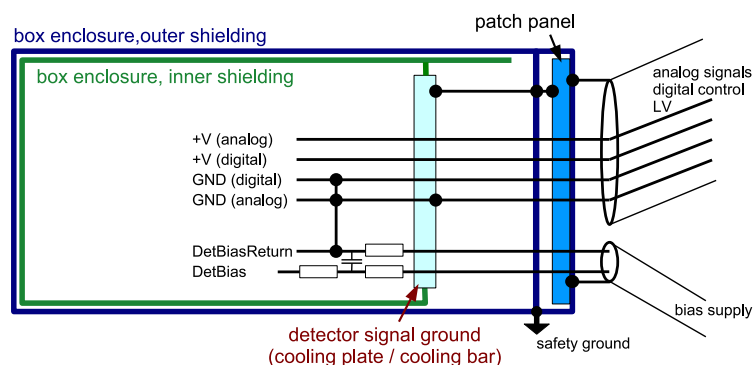 patch panel
box enclosure,outer shielding
box enclosure, inner shielding
analog signals
digital control
LV
+V (analog)
+V (digital)
GND (digital)
GND (analog)
DetBiasReturn
DetBias
detector signal ground
(cooling plate / cooling bar)
safety ground
bias supply